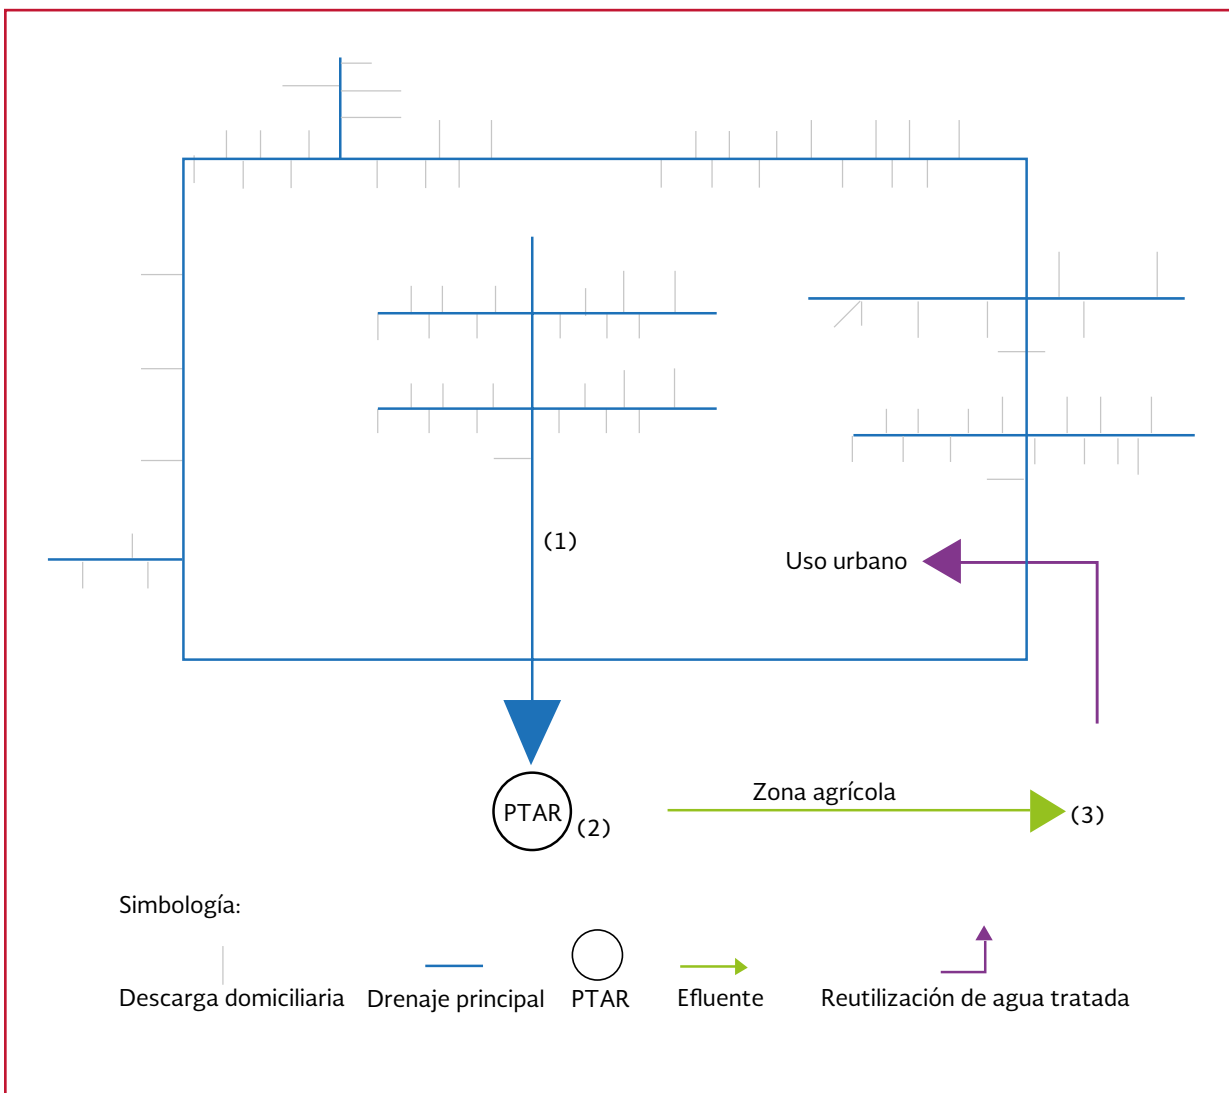 (1)
Uso urbano
PTAR
(2)
Zona agrícola
(3)
Simbología:
Descarga domiciliaria
Drenaje principal
PTAR
Efluente
Reutilización de agua tratada